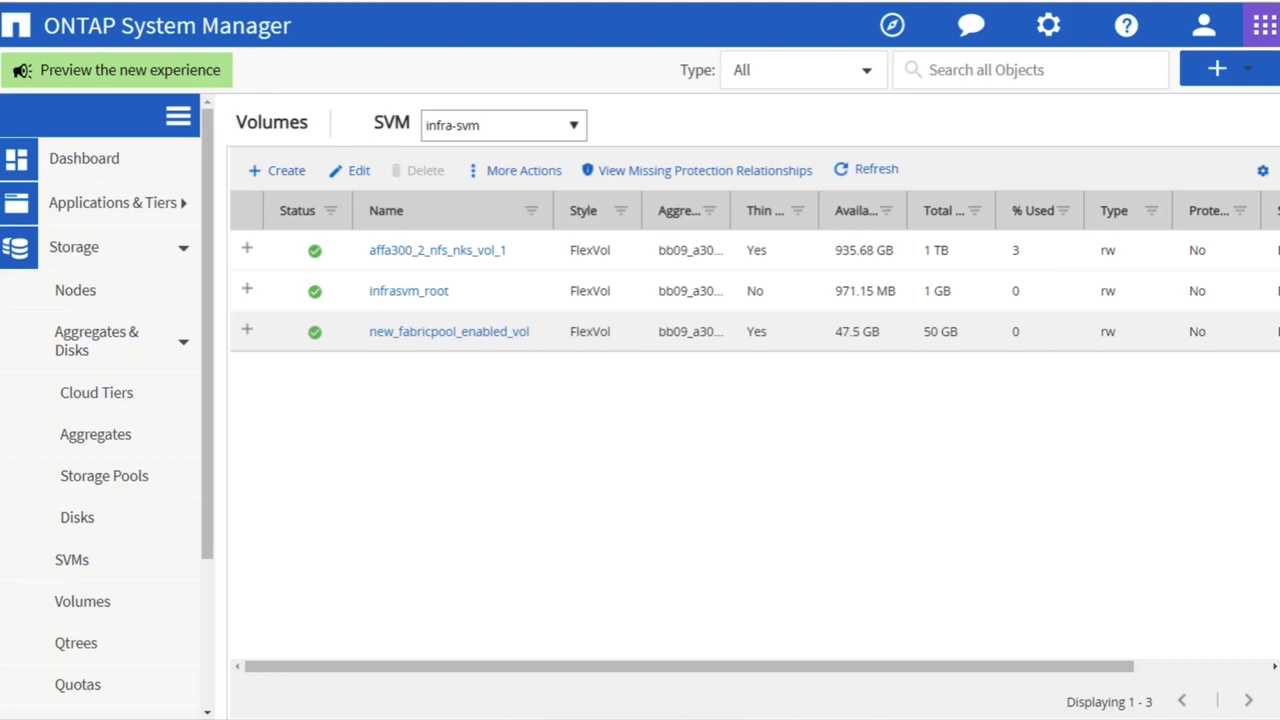 ONTAP System Manager
Preview the new experience
Type: All Search all Objects
Volumes SVM infra-svm
Create Edit Delete More Actions View Missing Protection Relationships Refresh
Status Name Style Aggre... Thin ... Availa... Total ... % Used Type Prote...
affa300_2_nfs_nks_vol_1 FlexVol bb09_a30... Yes 935.68 GB 1 TB 3 rw No
infrasvm_root FlexVol bb09_a30... No 971.15 MB 1 GB 0 rw No
new_fabricpool_enabled_vol FlexVol bb09_a30... Yes 47.5 GB 50 GB 0 rw No
Displaying 1 - 3
Dashboard
Applications & Tiers
Storage
Nodes
Aggregates &
Disks
Cloud Tiers
Aggregates
Storage Pools
Disks
SVMs
Volumes
Qtrees
Quotas